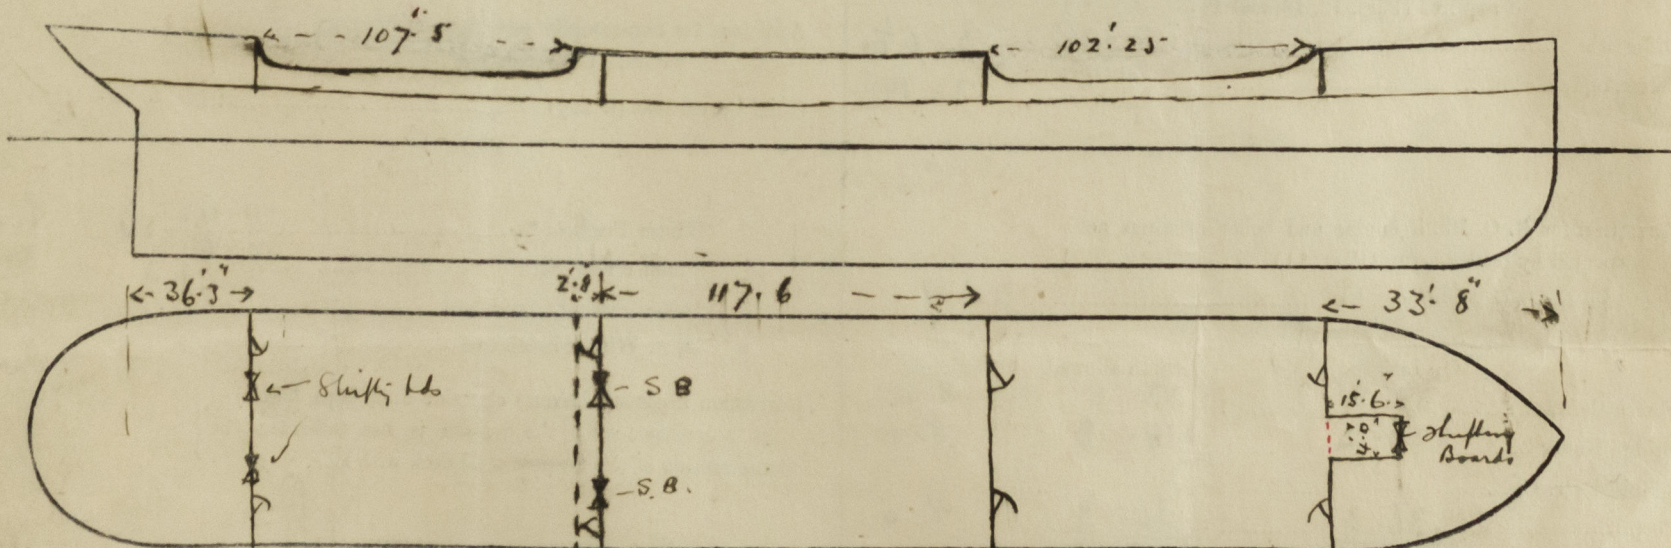 107'.5"
102'.25
36'.3"
2'.8"
117.6
33'.8"
Shifting bds
S B
15'.6"
Shifting
Boards
S.B.